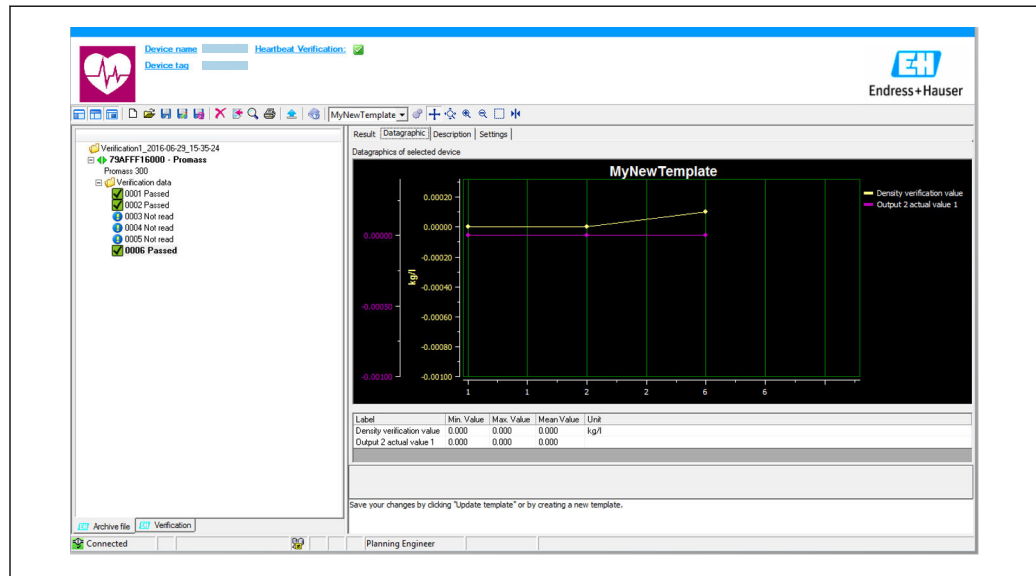 Device name Heartbeat Verification:
Device tag
EH
Endress+Hauser
MyNewTemplate
Verification1_2016-06-29_15-35-24
79AFFF16000 - Promass
Promass 300
Verification data
0001 Passed
0002 Passed
0003 Not read
0004 Not read
0005 Not read
0006 Passed
Result Datagraphic Description Settings
Datagraphics of selected device
MyNewTemplate
Density verification value
Output 2 actual value 1
0.00000
-0.00050
-0.00100
kg/l
0.00020
0.00000
-0.00020
-0.00040
-0.00060
-0.00080
-0.00100
1 1 2 2 6 6
Label Min. Value Max. Value Mean Value Unit
Density verification value 0.000 0.000 0.000 kg/l
Output 2 actual value 1 0.000 0.000 0.000
Save your changes by clicking "Update template" or by creating a new template.
Archive file Verification
Connected Planning Engineer